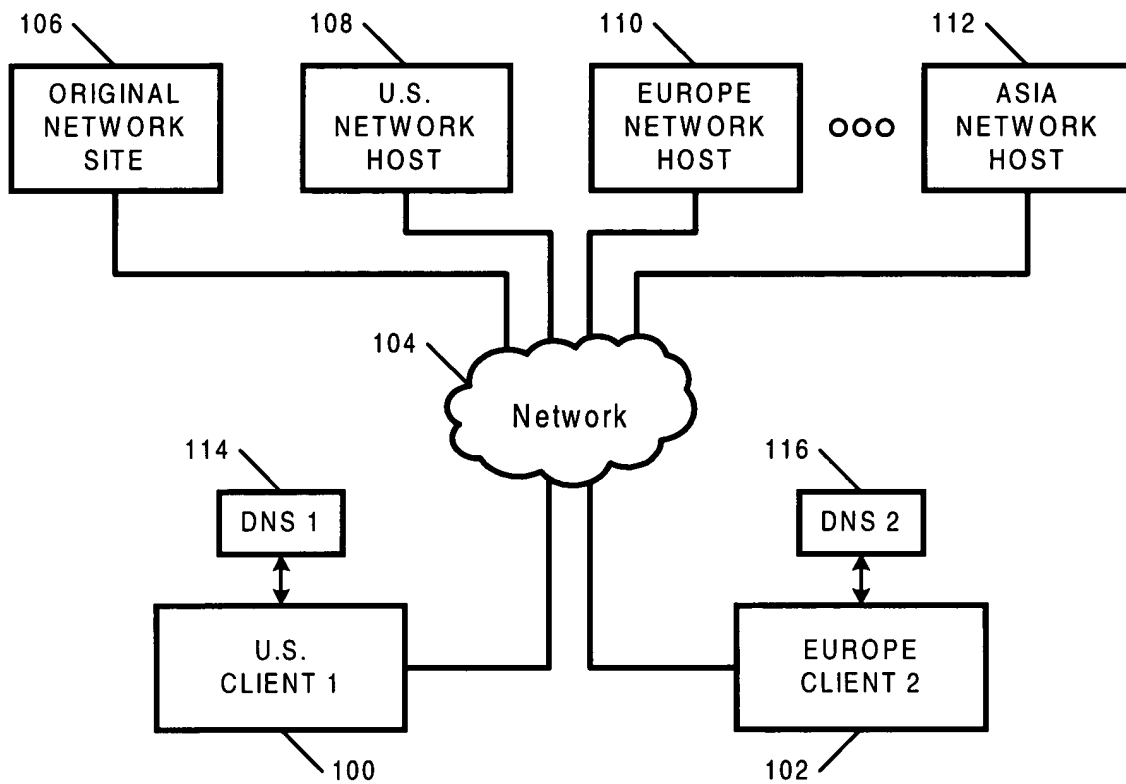 106
108
110
112
ORIGINAL
NETWORK
SITE
U.S.
NETWORK
HOST
EUROPE
NETWORK
HOST
ASIA
NETWORK
HOST
104
Network
114
DNS 1
116
DNS 2
U.S.
CLIENT 1
EUROPE
CLIENT 2
100
102